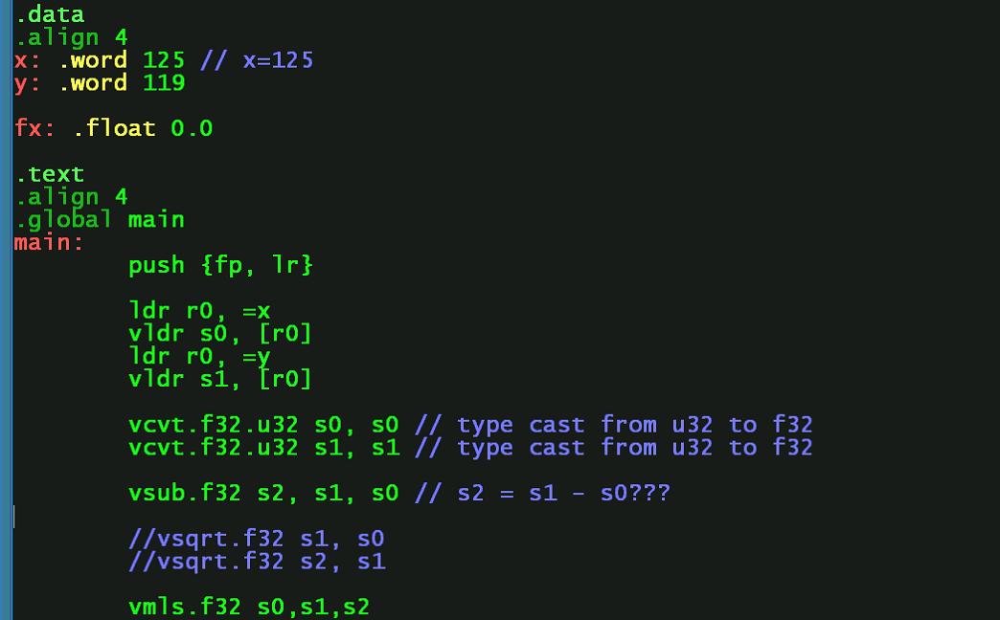 .data
.align 4
x: .word 125 // x=125
y: .word 119
fx: .float 0.0
.text
.align 4
.global main
main:
push {fp, lr}
ldr r0, =x
vldr s0, [r0]
ldr r0, =y
vldr s1, [r0]
vcvt.f32.u32 s0, s0 // type cast from u32 to f32
vcvt.f32.u32 s1, s1 // type cast from u32 to f32
vsub.f32 s2, s1, s0 // s2 = s1 - s0???
//vsqrt.f32 s1, s0
//vsqrt.f32 s2, s1
vmls.f32 s0,s1,s2